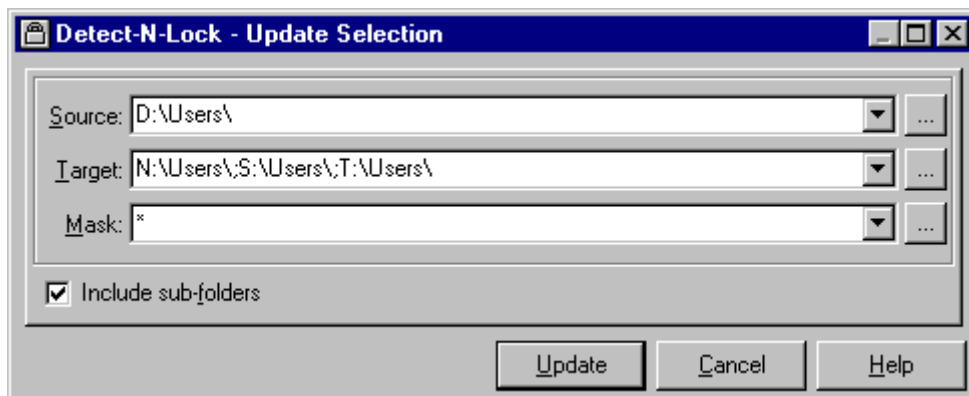 Detect-N-Lock - Update Selection
Source: D:\Users\ ...
Target: N:\Users\;S:\Users\;T:\Users\ ...
Mask: * ...
Include sub-folders
Update Cancel Help